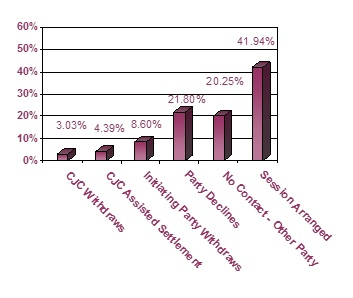 60%
50%
40%
30%
20%
10%
0%
3.03%
4.39%
8.60%
21.80%
20.25%
41.94%
CJC Withdraws
CJC Assisted Settlement
Initiating Party Withdraws
Party Declines
No Contact - Other Party
Session Arranged